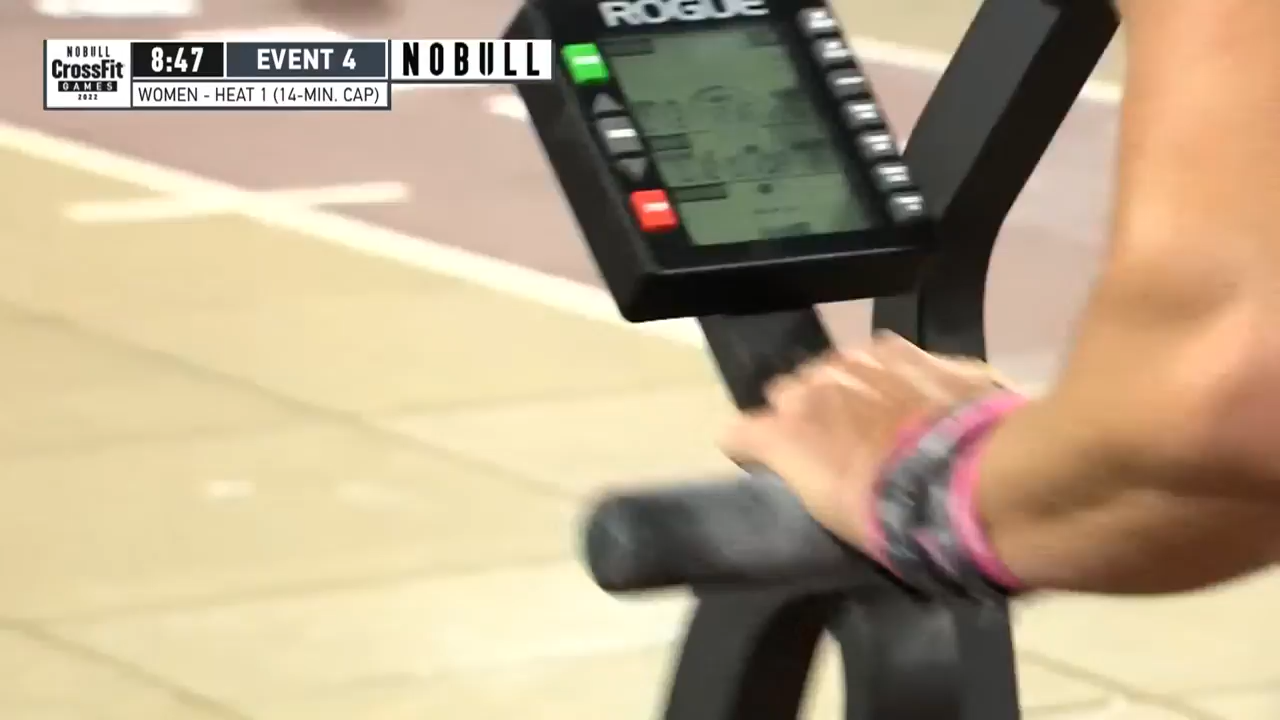 ROGUE
NOBULL
CrossFit
GAMES
2022
8:47
EVENT 4
NOBULL
WOMEN - HEAT 1 (14-MIN. CAP)